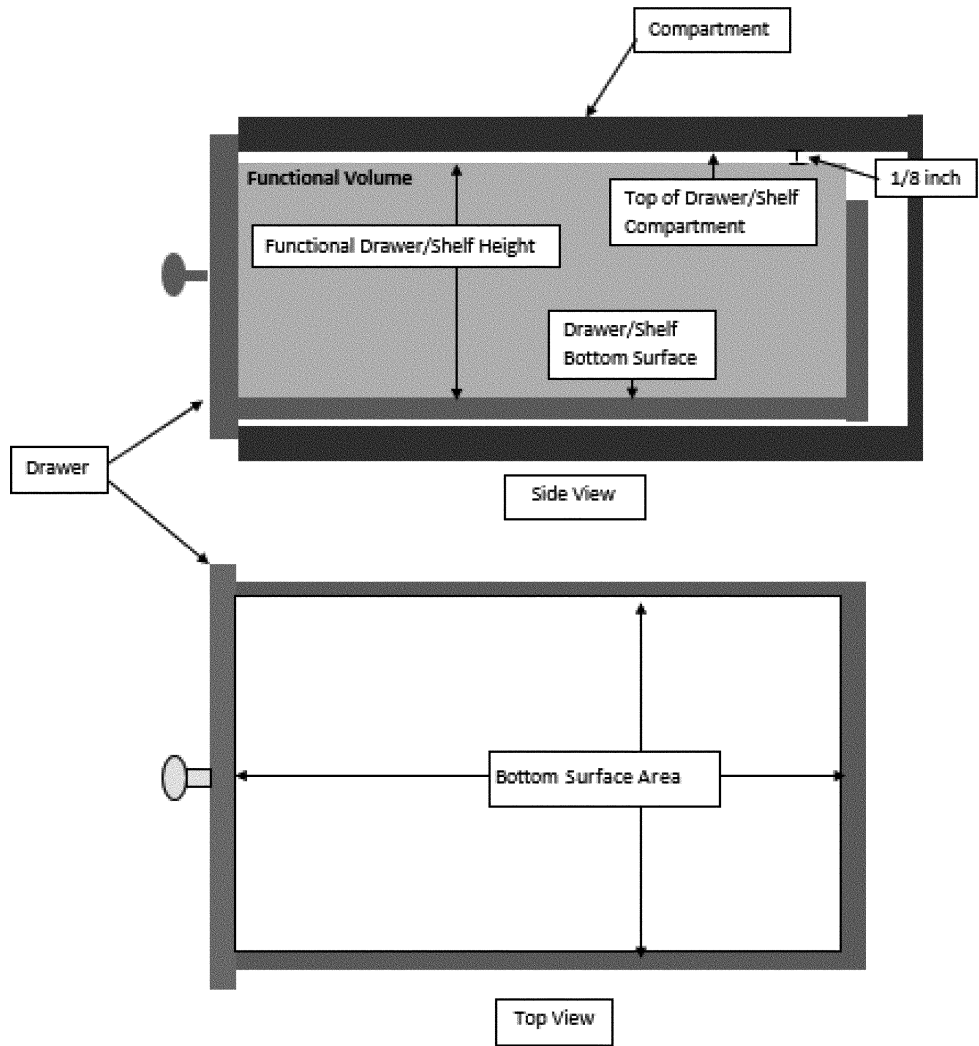 Compartment
Functional Volume
1/8 inch
Top of Drawer/Shelf
Compartment
Functional Drawer/Shelf Height
Drawer/Shelf
Bottom Surface
Drawer
Side View
Bottom Surface Area
Top View